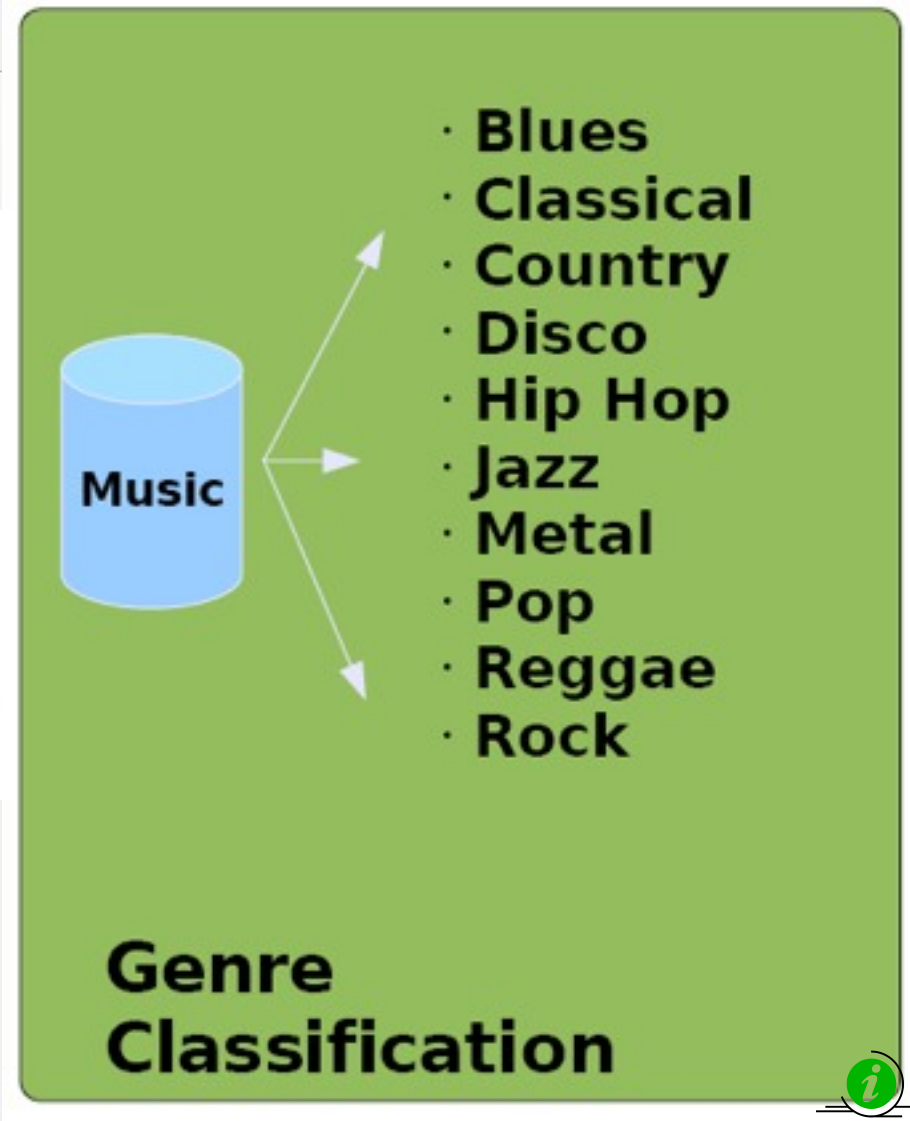 · Blues
· Classical
· Country
· Disco
· Hip Hop
· Jazz
· Metal
· Pop
· Reggae
· Rock
Music
Genre
Classification
i